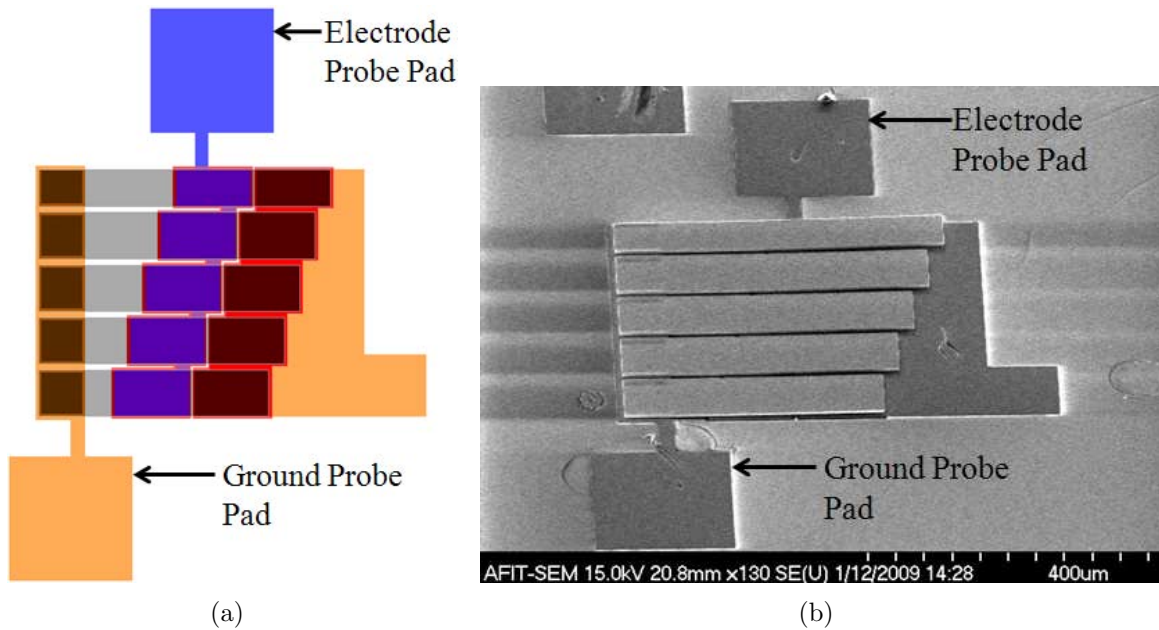 Electrode
Probe Pad
Ground Probe
Pad
Electrode
Probe Pad
Ground Probe
Pad
AFIT-SEM 15.0kV 20.8mm x130 SE(U) 1/12/2009 14:28 400um
(a)
(b)